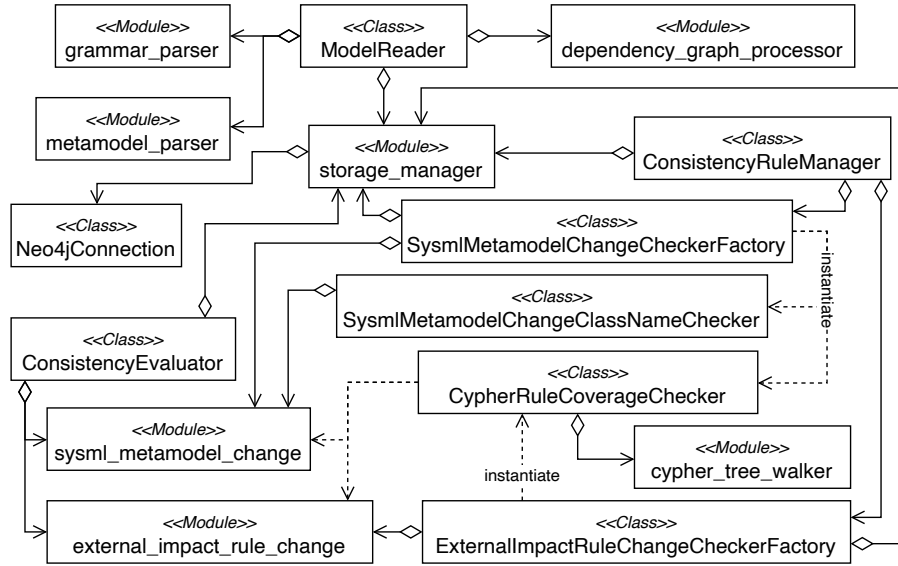 <<Module>>
grammar_parser
<<Class>>
ModelReader
<<Module>>
dependency_graph_processor
<<Module>>
metamodel_parser
<<Module>>
storage_manager
<<Class>>
ConsistencyRuleManager
<<Class>>
Neo4jConnection
<<Class>>
SysmlMetamodelChangeCheckerFactory
instantiate
<<Class>>
SysmlMetamodelChangeClassNameChecker
<<Class>>
ConsistencyEvaluator
<<Class>>
CypherRuleCoverageChecker
<<Module>>
sysml_metamodel_change
<<Module>>
cypher_tree_walker
instantiate
<<Module>>
external_impact_rule_change
<<Class>>
ExternalImpactRuleChangeCheckerFactory